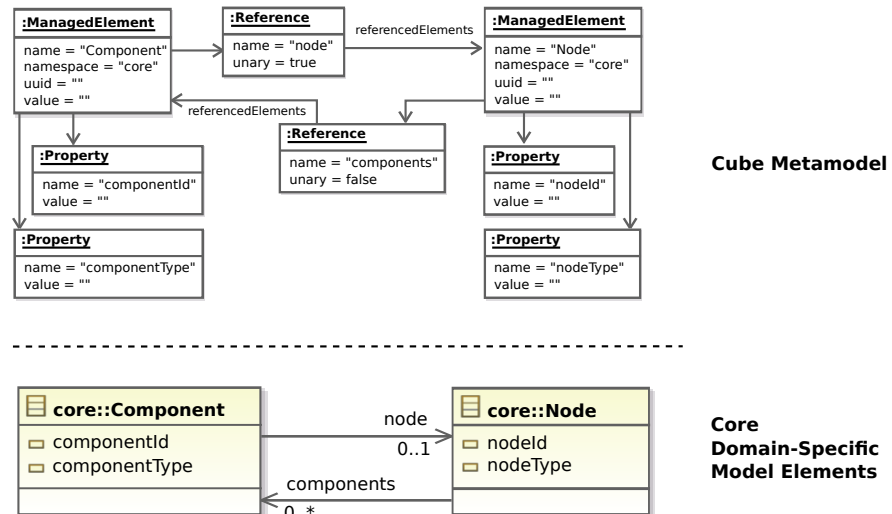 :ManagedElement
name = "Component"
namespace = "core"
uuid = ""
value = ""
:Reference
name = "node"
unary = true
referencedElements
:ManagedElement
name = "Node"
namespace = "core"
uuid = ""
value = ""
referencedElements
:Reference
name = "components"
unary = false
:Property
name = "componentId"
value = ""
:Property
name = "nodeId"
value = ""
:Property
name = "componentType"
value = ""
:Property
name = "nodeType"
value = ""
Cube Metamodel
core::Component
componentId
componentType
node
0..1
core::Node
nodeId
nodeType
components
0..*
Core
Domain-Specific
Model Elements